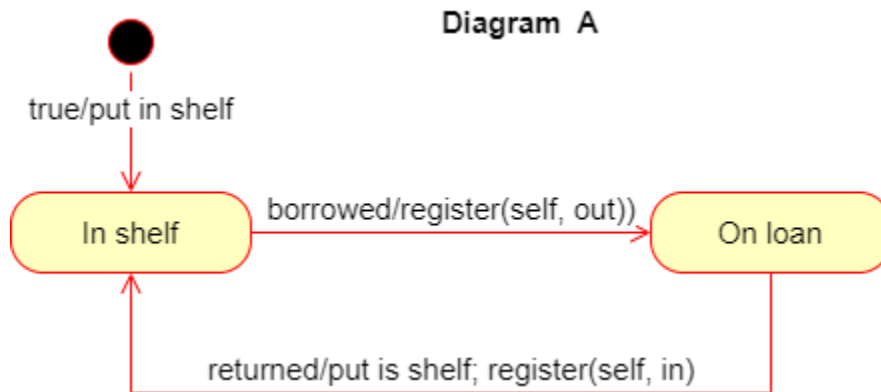 Diagram A
true/put in shelf
In shelf
borrowed/register(self, out))
On loan
returned/put is shelf; register(self, in)